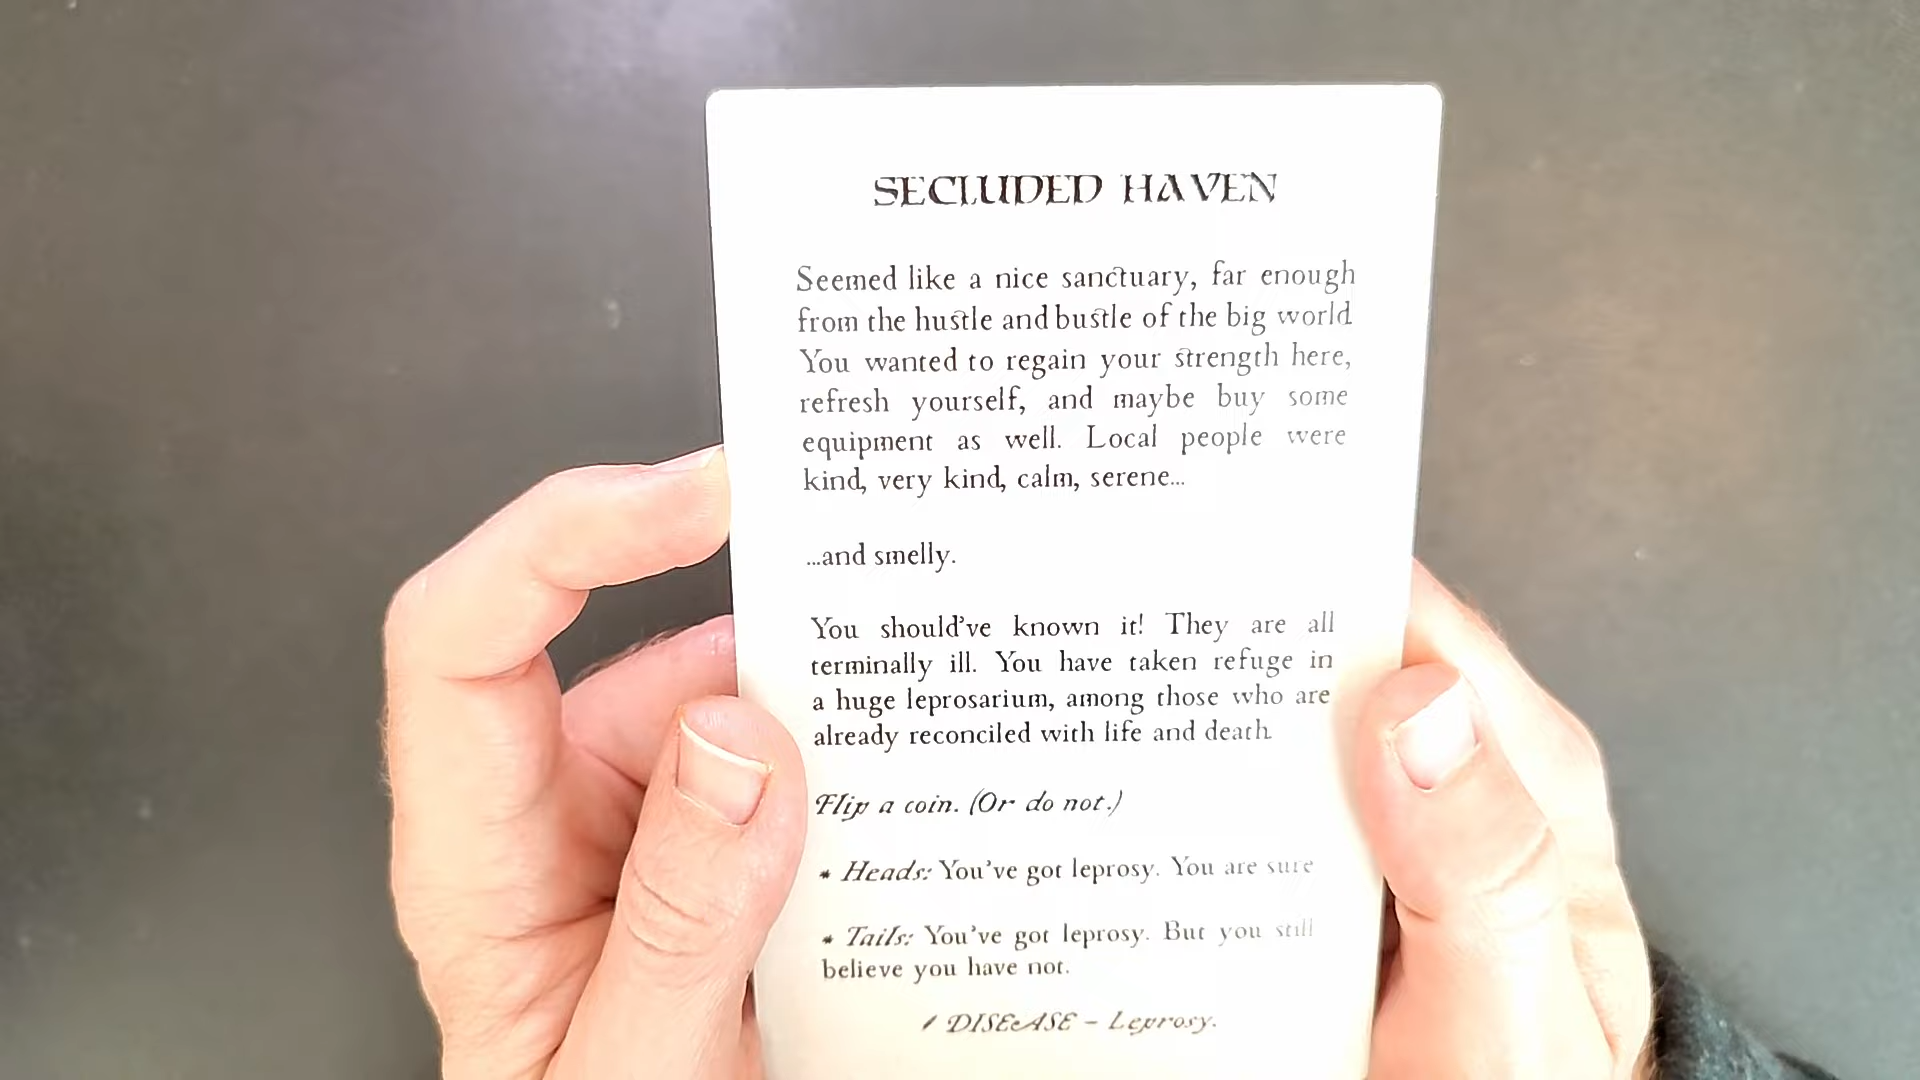 SECLUDED HAVEN
Seemed like a nice sanctuary, far enough
from the hustle and bustle of the big world
You wanted to regain your strength here,
refresh yourself, and maybe buy some
equipment as well. Local people were
kind, very kind, calm, serene...
...and smelly.
You should've known it! They are all
terminally ill. You have taken refuge in
a huge leprosarium, among those who are
already reconciled with life and death.
Flip a coin. (Or do not.)
* Heads: You've got leprosy. You are sure
* Tails: You've got leprosy. But you still
believe you have not.
/ DISEASE – Leprosy.